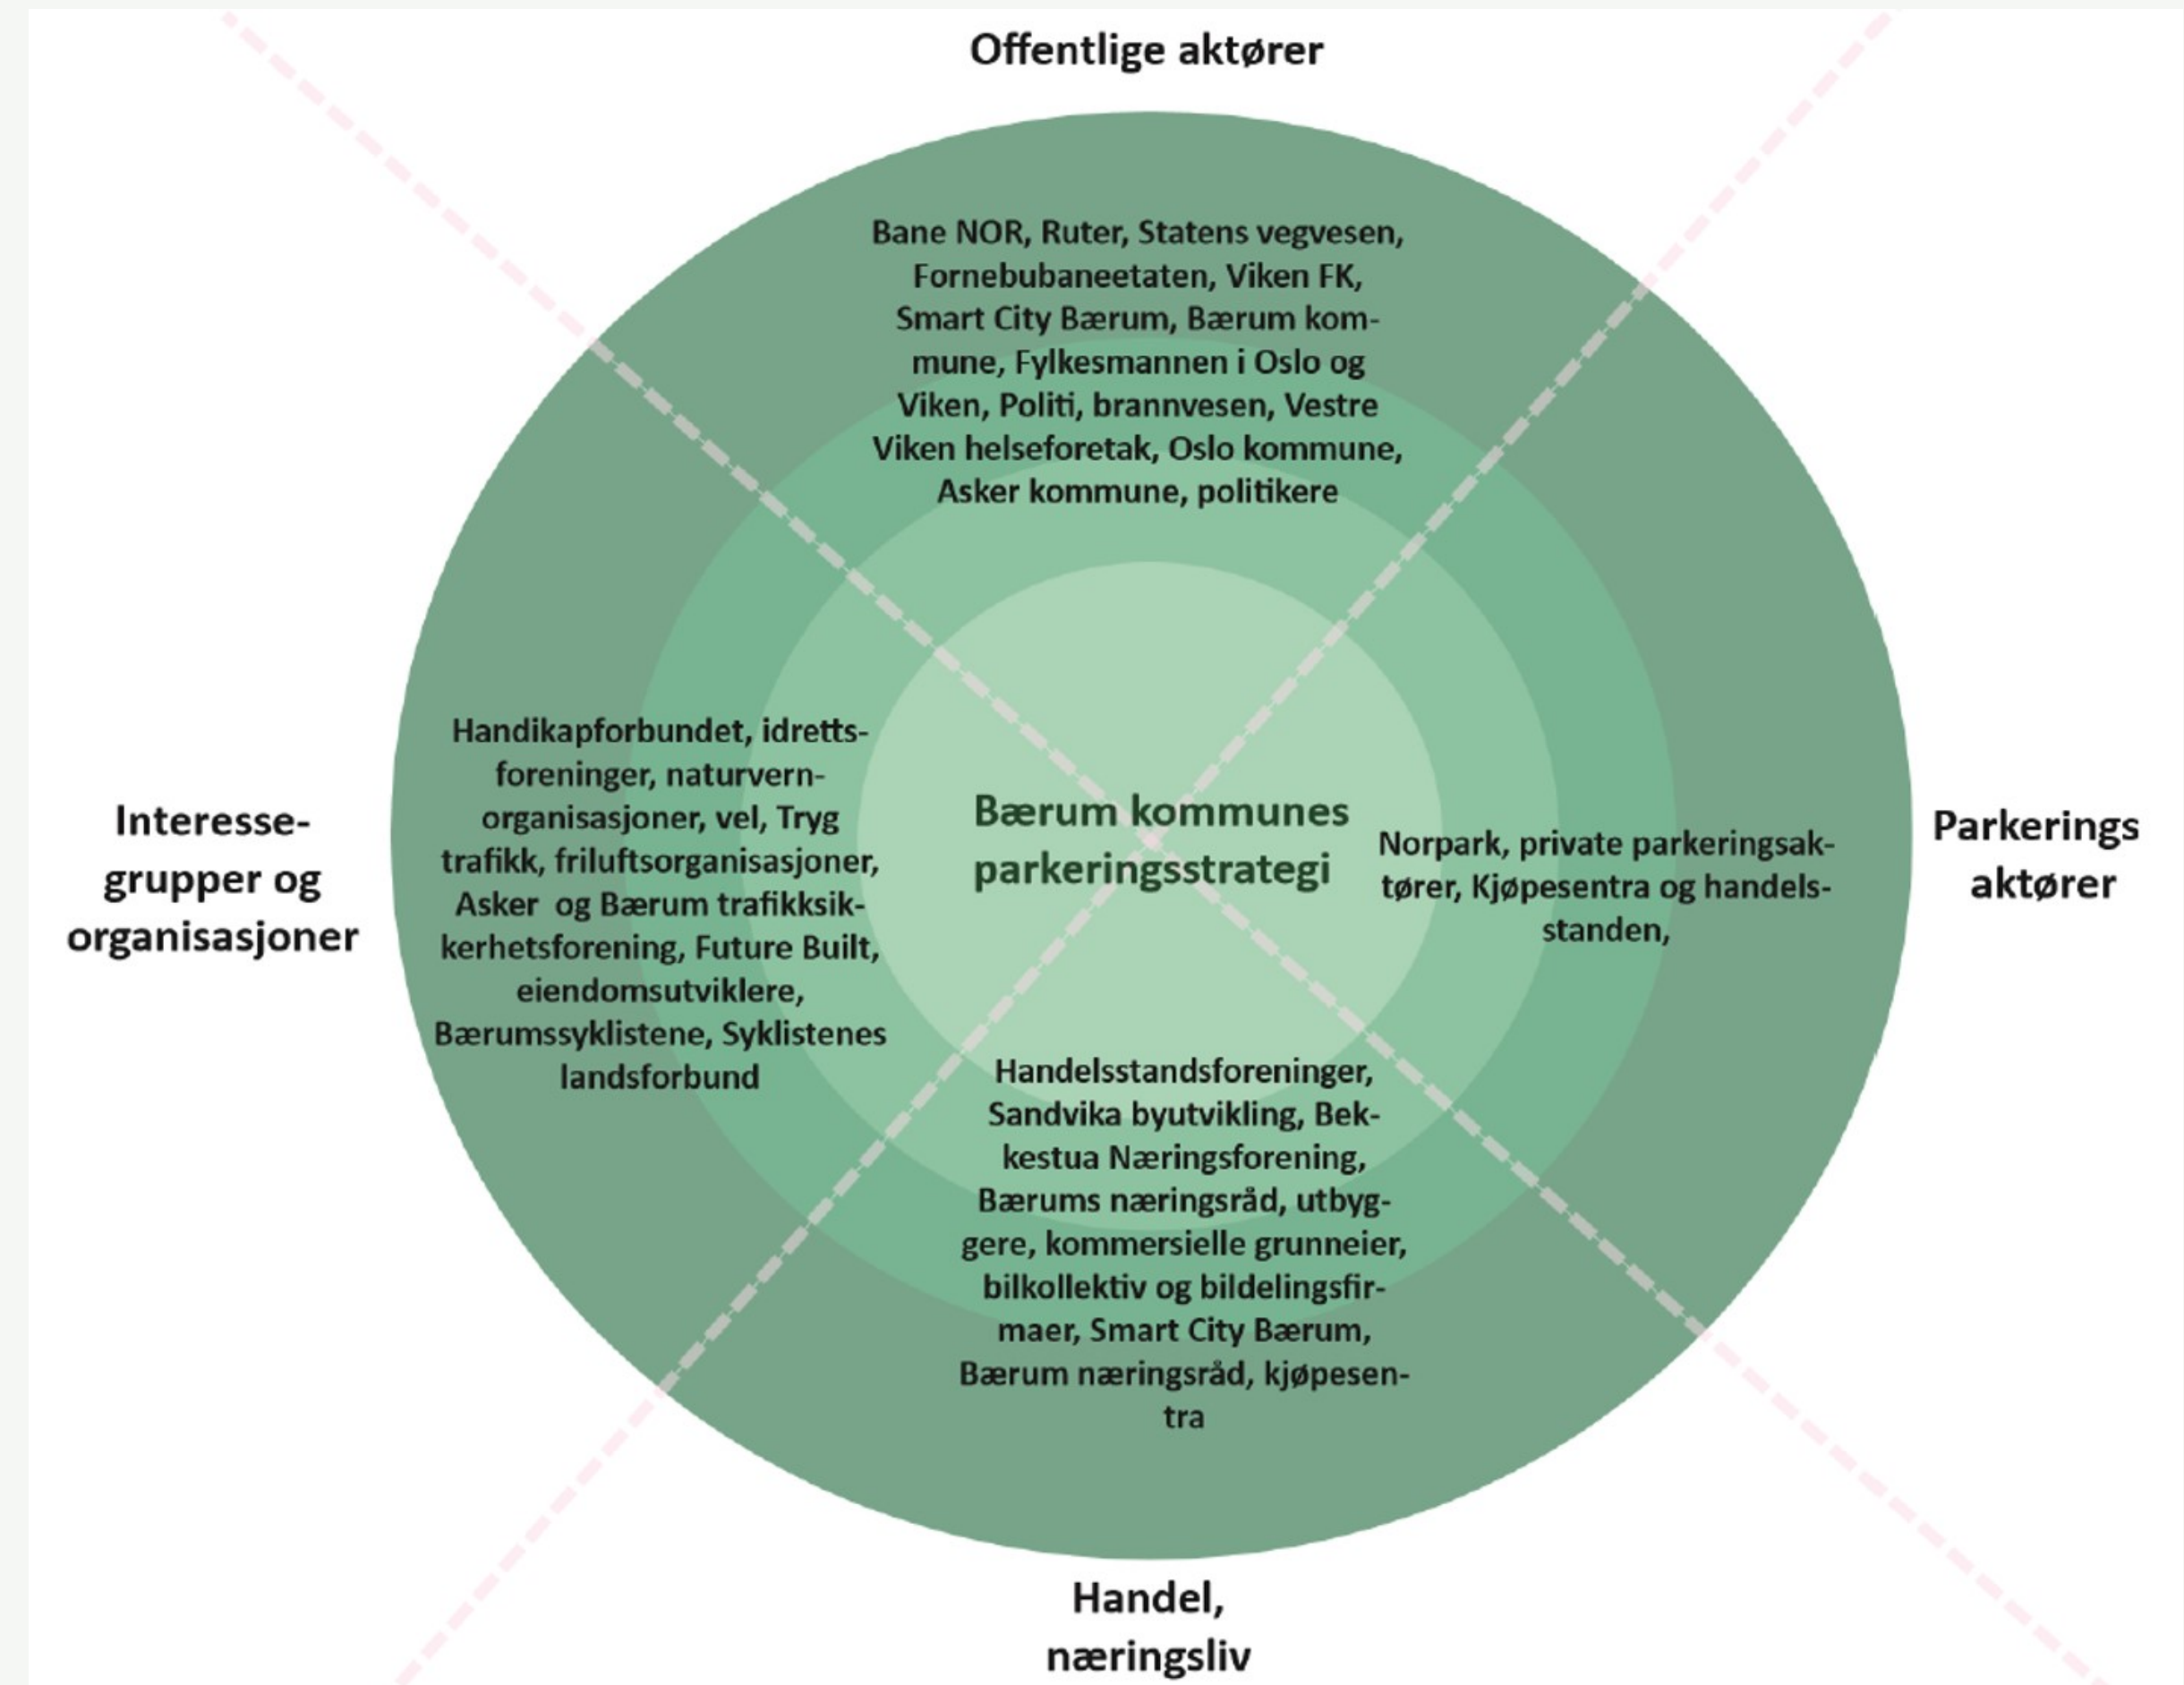 Offentlige aktører
Bane NOR, Ruter, Statens vegvesen,
Fornebubaneetaten, Viken FK,
Smart City Bærum, Bærum kom-
mune, Fylkesmannen i Oslo og
Viken, Politi, brannvesen, Vestre
Viken helseforetak, Oslo kommune,
Asker kommune, politikere
Interesse-
grupper og
organisasjoner
Handikapforbundet, idretts-
foreninger, naturvern-
organisasjoner, vel, Tryg
trafikk, friluftsorganisasjoner,
Asker  og Bærum trafikksik-
kerhetsforening, Future Built,
eiendomsutviklere,
Bærumssyklistene, Syklistenes
landsforbund
Bærum kommunes
parkeringsstrategi
Norpark, private parkeringsak-
tører, Kjøpesentra og handels-
standen,
Parkerings
aktører
Handelsstandsforeninger,
Sandvika byutvikling, Bek-
kestua Næringsforening,
Bærums næringsråd, utbyg-
gere, kommersielle grunneier,
bilkollektiv og bildelingsfir-
maer, Smart City Bærum,
Bærum næringsråd, kjøpesen-
tra
Handel,
næringsliv